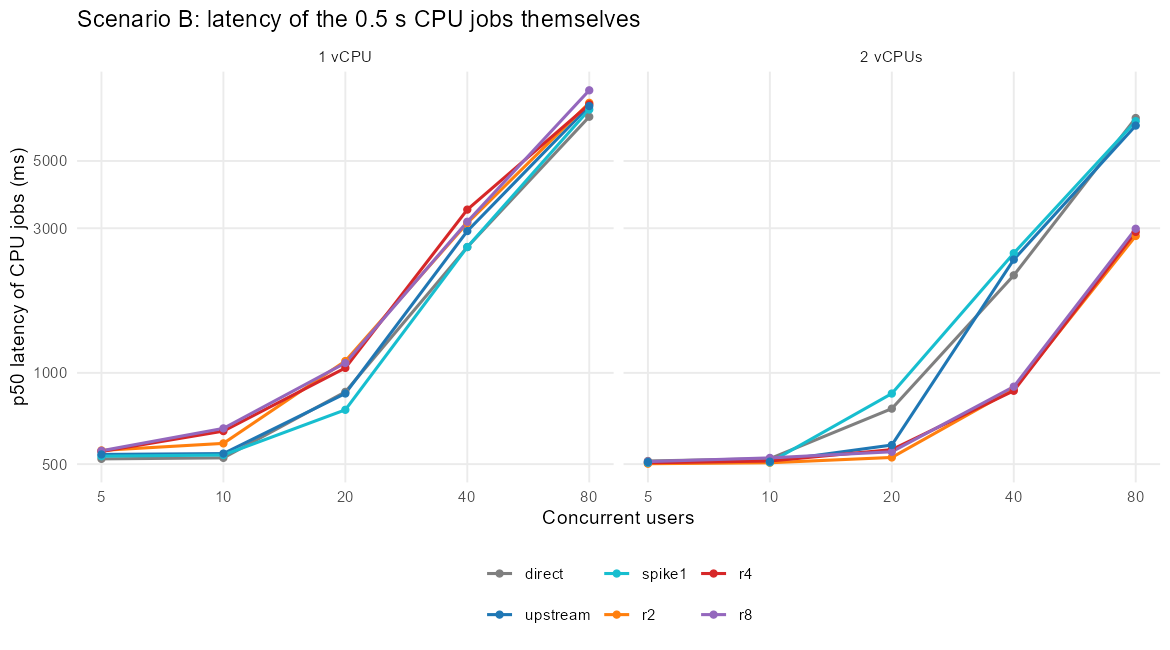 Scenario B: latency of the 0.5 s CPU jobs themselves
1 vCPU
2 vCPUs
p50 latency of CPU jobs (ms)
5000
3000
1000
500
5 10 20 40 80
5 10 20 40 80
Concurrent users
direct spike1 r4
upstream r2 r8